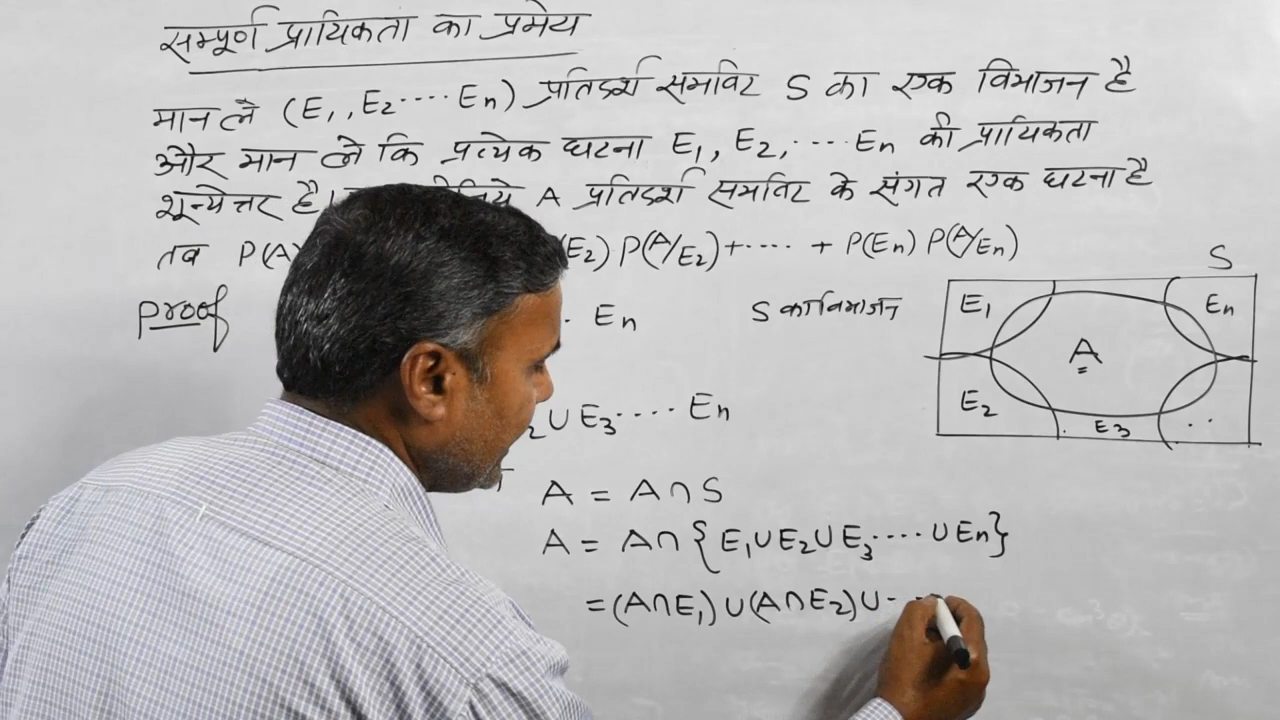 सम्पूर्ण प्रायिकता का प्रमेय
मान ले (E1, E2 .... En) प्रतिदर्श समष्टि S का एक विभाजन है
और मान लो कि प्रत्येक घटना E1, E2, .... En की प्रायिकता
शून्येत्तर है। A प्रतिदर्श समष्टि के संगत एक घटना है
तब P(A) E2) P(A/E2)+.... + P(En) P(A/En)
Proof . En S का विभाजन
2 ∪ E3 .... En
A = A∩S
A = A∩{E1∪E2∪E3 .... ∪En}
=(A∩E1)∪(A∩E2)∪- -
S
E1 En
A
E2 E3 . .